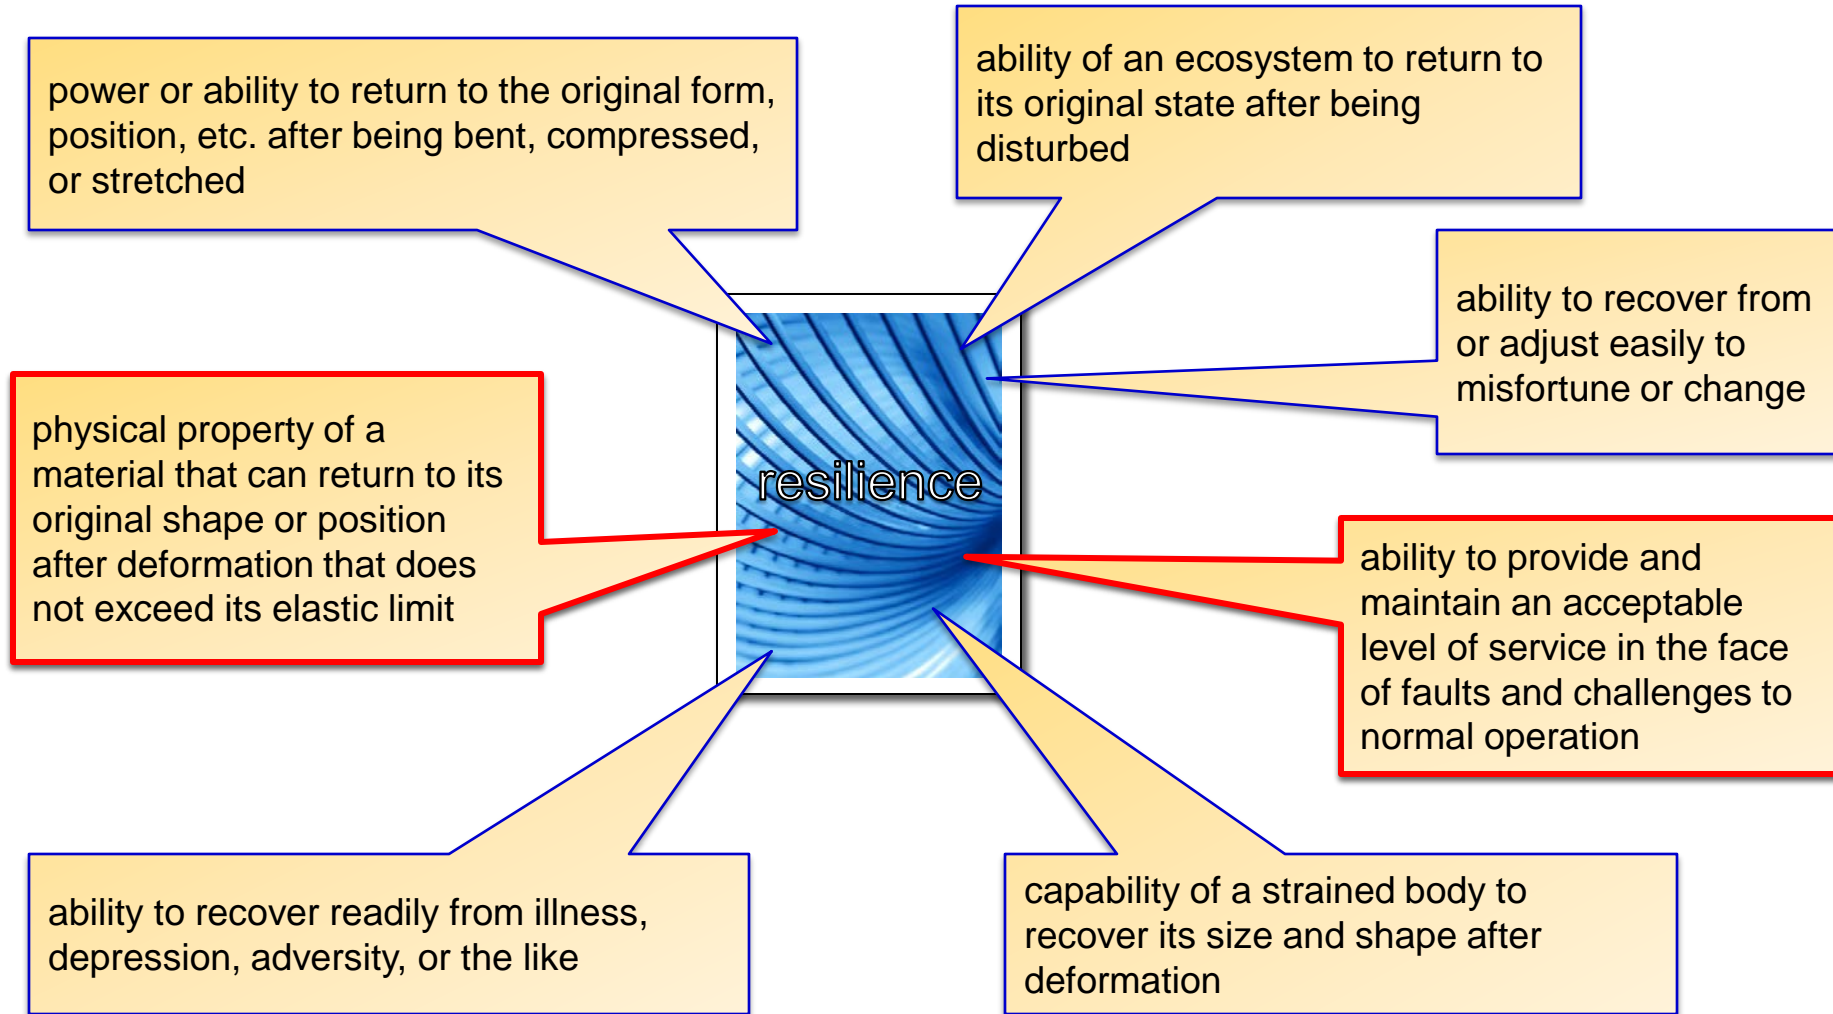 power or ability to return to the original form,
position, etc. after being bent, compressed,
or stretched
ability of an ecosystem to return to
its original state after being
disturbed
ability to recover from
or adjust easily to
misfortune or change
physical property of a
material that can return to its
original shape or position
after deformation that does
not exceed its elastic limit
resilience
ability to provide and
maintain an acceptable
level of service in the face
of faults and challenges to
normal operation
ability to recover readily from illness,
depression, adversity, or the like
capability of a strained body to
recover its size and shape after
deformation